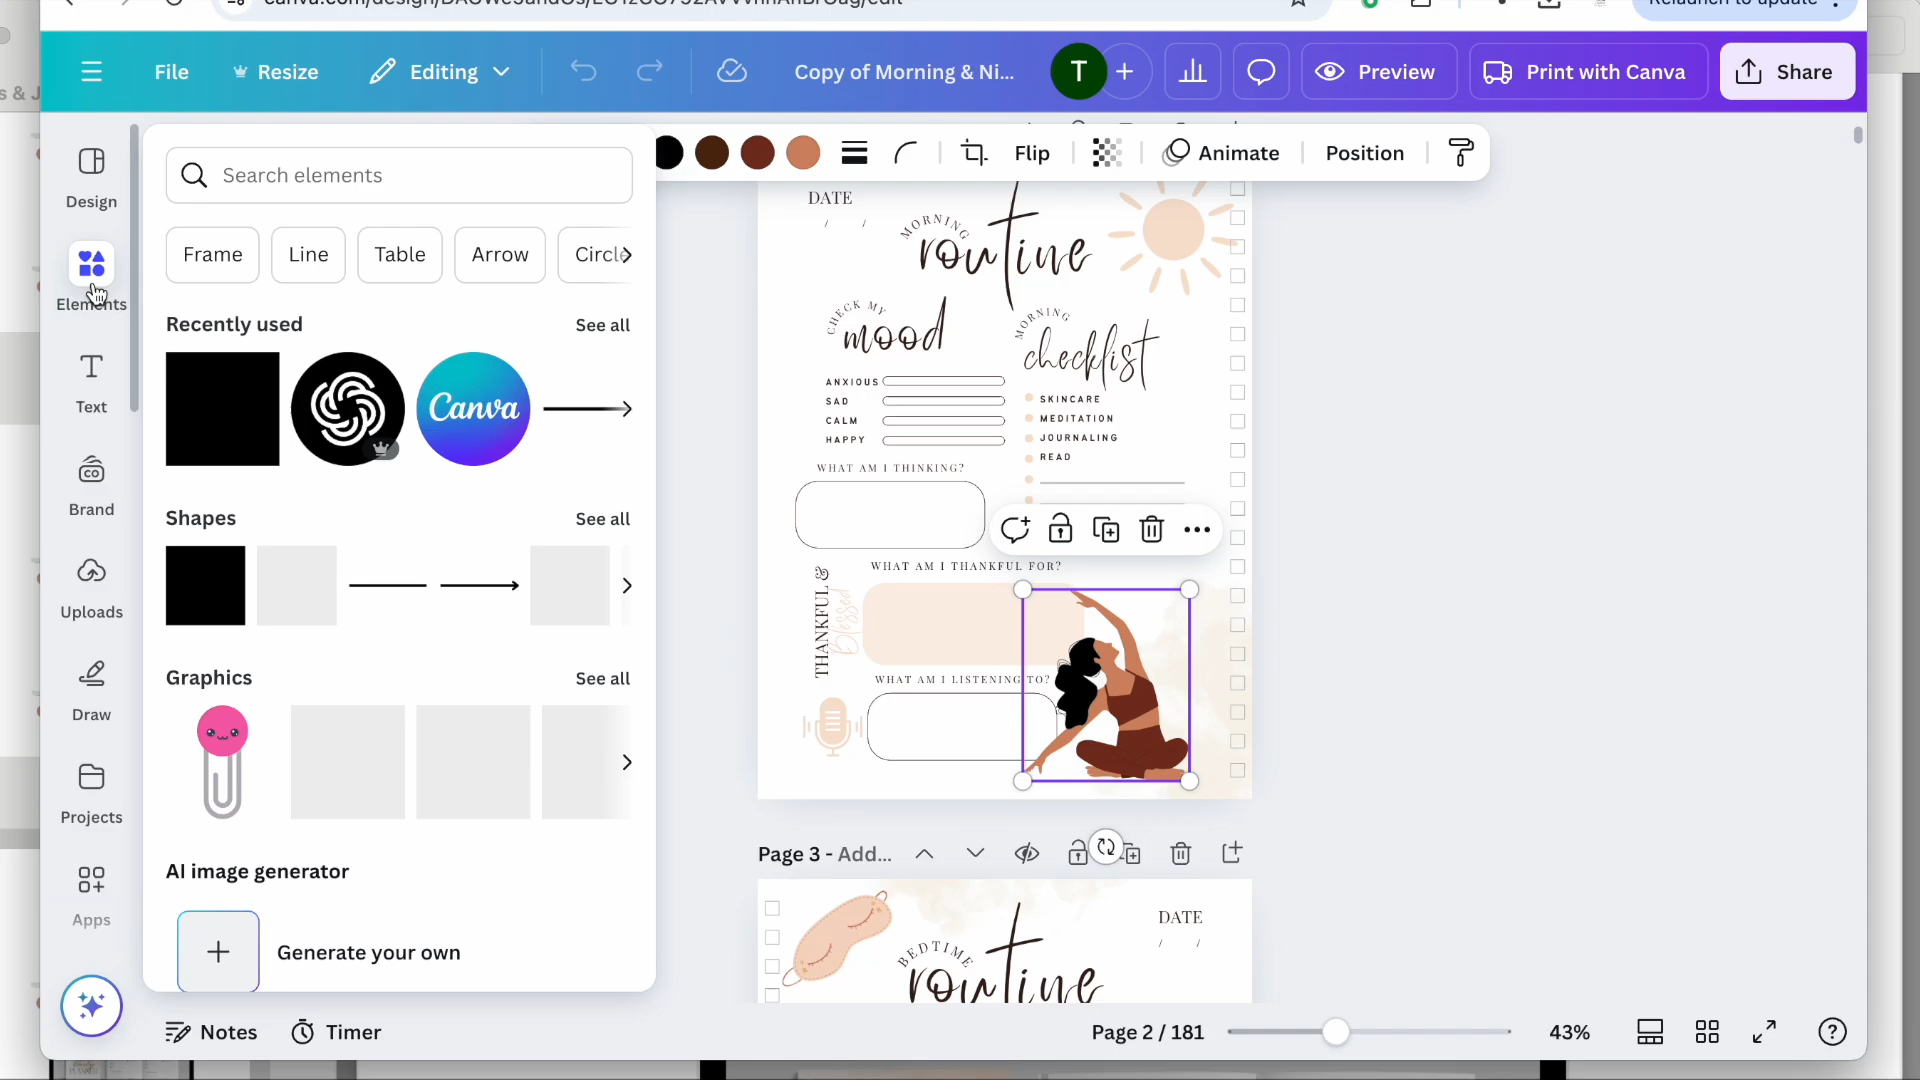 File
Resize
Editing
Copy of Morning & Ni...
T
Preview
Print with Canva
Share
Design
Elements
Text
Brand
Uploads
Draw
Projects
Apps
Search elements
Frame
Line
Table
Arrow
Circle
Recently used
See all
Canva
Shapes
See all
Graphics
See all
AI image generator
Generate your own
Flip
Animate
Position
DATE
/ /
MORNING
routine
CHECK MY
mood
MORNING
checklist
ANXIOUS
SAD
CALM
HAPPY
SKINCARE
MEDITATION
JOURNALING
READ
WHAT AM I THINKING?
WHAT AM I THANKFUL FOR?
THANKFUL &
Blessed
WHAT AM I LISTENING TO?
Page 3 - Add...
DATE
/ /
BEDTIME
routine
Notes
Timer
Page 2 / 181
43%